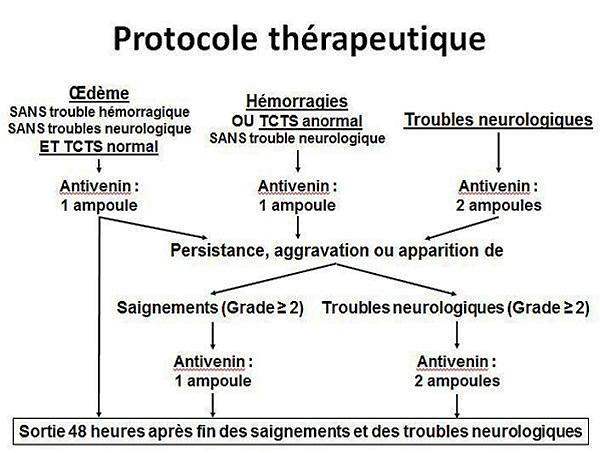 Protocole thérapeutique
Œdème
SANS trouble hémorragique
SANS troubles neurologique
ET TCTS normal
Hémorragies
OU TCTS anormal
SANS trouble neurologique
Troubles neurologiques
Antivenin :
1 ampoule
Antivenin :
1 ampoule
Antivenin :
2 ampoules
Persistance, aggravation ou apparition de
Saignements (Grade ≥ 2)
Troubles neurologiques (Grade ≥ 2)
Antivenin :
1 ampoule
Antivenin :
2 ampoules
Sortie 48 heures après fin des saignements et des troubles neurologiques